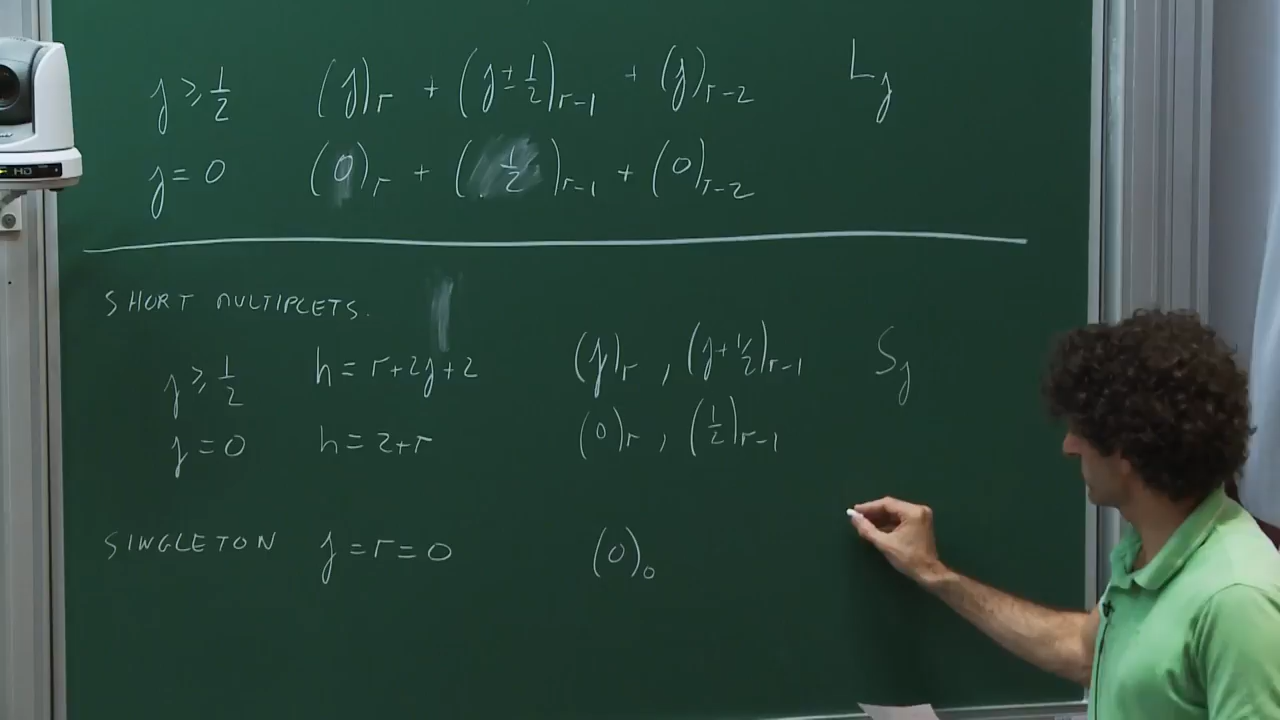 j ≥ 1/2 (j)_r + (j ± 1/2)_{r-1} + (j)_{r-2} L_j
j = 0 (0)_r + (1/2)_{r-1} + (0)_{r-2}
SHORT MULTIPLETS.
j ≥ 1/2 h = r+2j+2 (j)_r , (j+1/2)_{r-1} S_j
j = 0 h = 2+r (0)_r , (1/2)_{r-1}
SINGLETON j = r = 0 (0)_0
HD